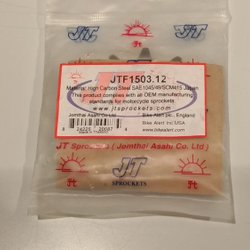 JT
JTF1503.12
Material: High Carbon Steel SAE1045/49/SCM415 Japan
This product complies with all OEM manufacturing
standards for motorcycle sprockets.
www.jtsprockets.com
Jomthai Asahi Co Ltd
Bike Alert plc, England
Bike Alert Inc USA
www.bikealert.com
JT Sprockets ( Jomthai Asahi Co. Ltd )
JT
SPROCKETS